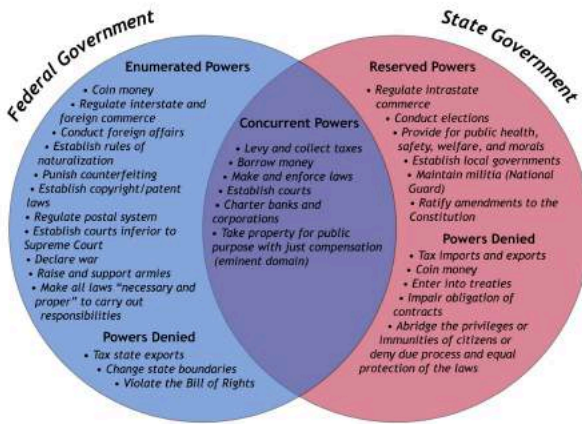 Federal Government
State Government
Enumerated Powers
• Coin money
• Regulate interstate and
foreign commerce
• Conduct foreign affairs
• Establish rules of
naturalization
• Punish counterfeiting
• Establish copyright/patent
laws
• Regulate postal system
• Establish courts inferior to
Supreme Court
• Declare war
• Raise and support armies
• Make all laws “necessary and
proper” to carry out
responsibilities
Powers Denied
• Tax state exports
• Change state boundaries
• Violate the Bill of Rights
Concurrent Powers
• Levy and collect taxes
• Borrow money
• Make and enforce laws
• Establish courts
• Charter banks and
corporations
• Take property for public
purpose with just compensation
(eminent domain)
Reserved Powers
• Regulate intrastate
commerce
• Conduct elections
• Provide for public health,
safety, welfare, and morals
• Establish local governments
• Maintain militia (National
Guard)
• Ratify amendments to the
Constitution
Powers Denied
• Tax imports and exports
• Coin money
• Enter into treaties
• Impair obligation of
contracts
• Abridge the privileges or
immunities of citizens or
deny due process and equal
protection of the laws